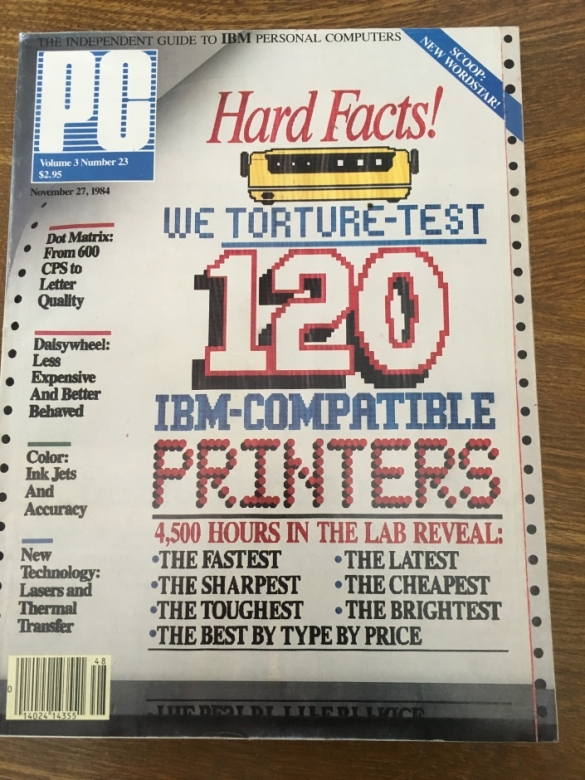 THE INDEPENDENT GUIDE TO IBM PERSONAL COMPUTERS
SCOOP:
NEW WORDSTAR!
PC
Volume 3 Number 23
$2.95
November 27, 1984
Hard Facts!
WE TORTURE-TEST
120
IBM-COMPATIBLE
PRINTERS
4,500 HOURS IN THE LAB REVEAL:
•THE FASTEST
•THE SHARPEST
•THE TOUGHEST
•THE BEST BY TYPE BY PRICE
•THE LATEST
•THE CHEAPEST
•THE BRIGHTEST
Dot Matrix:
From 600
CPS to
Letter
Quality
Daisywheel:
Less
Expensive
And Better
Behaved
Color:
Ink Jets
And
Accuracy
New
Technology:
Lasers and
Thermal
Transfer
48
0 14024 14355